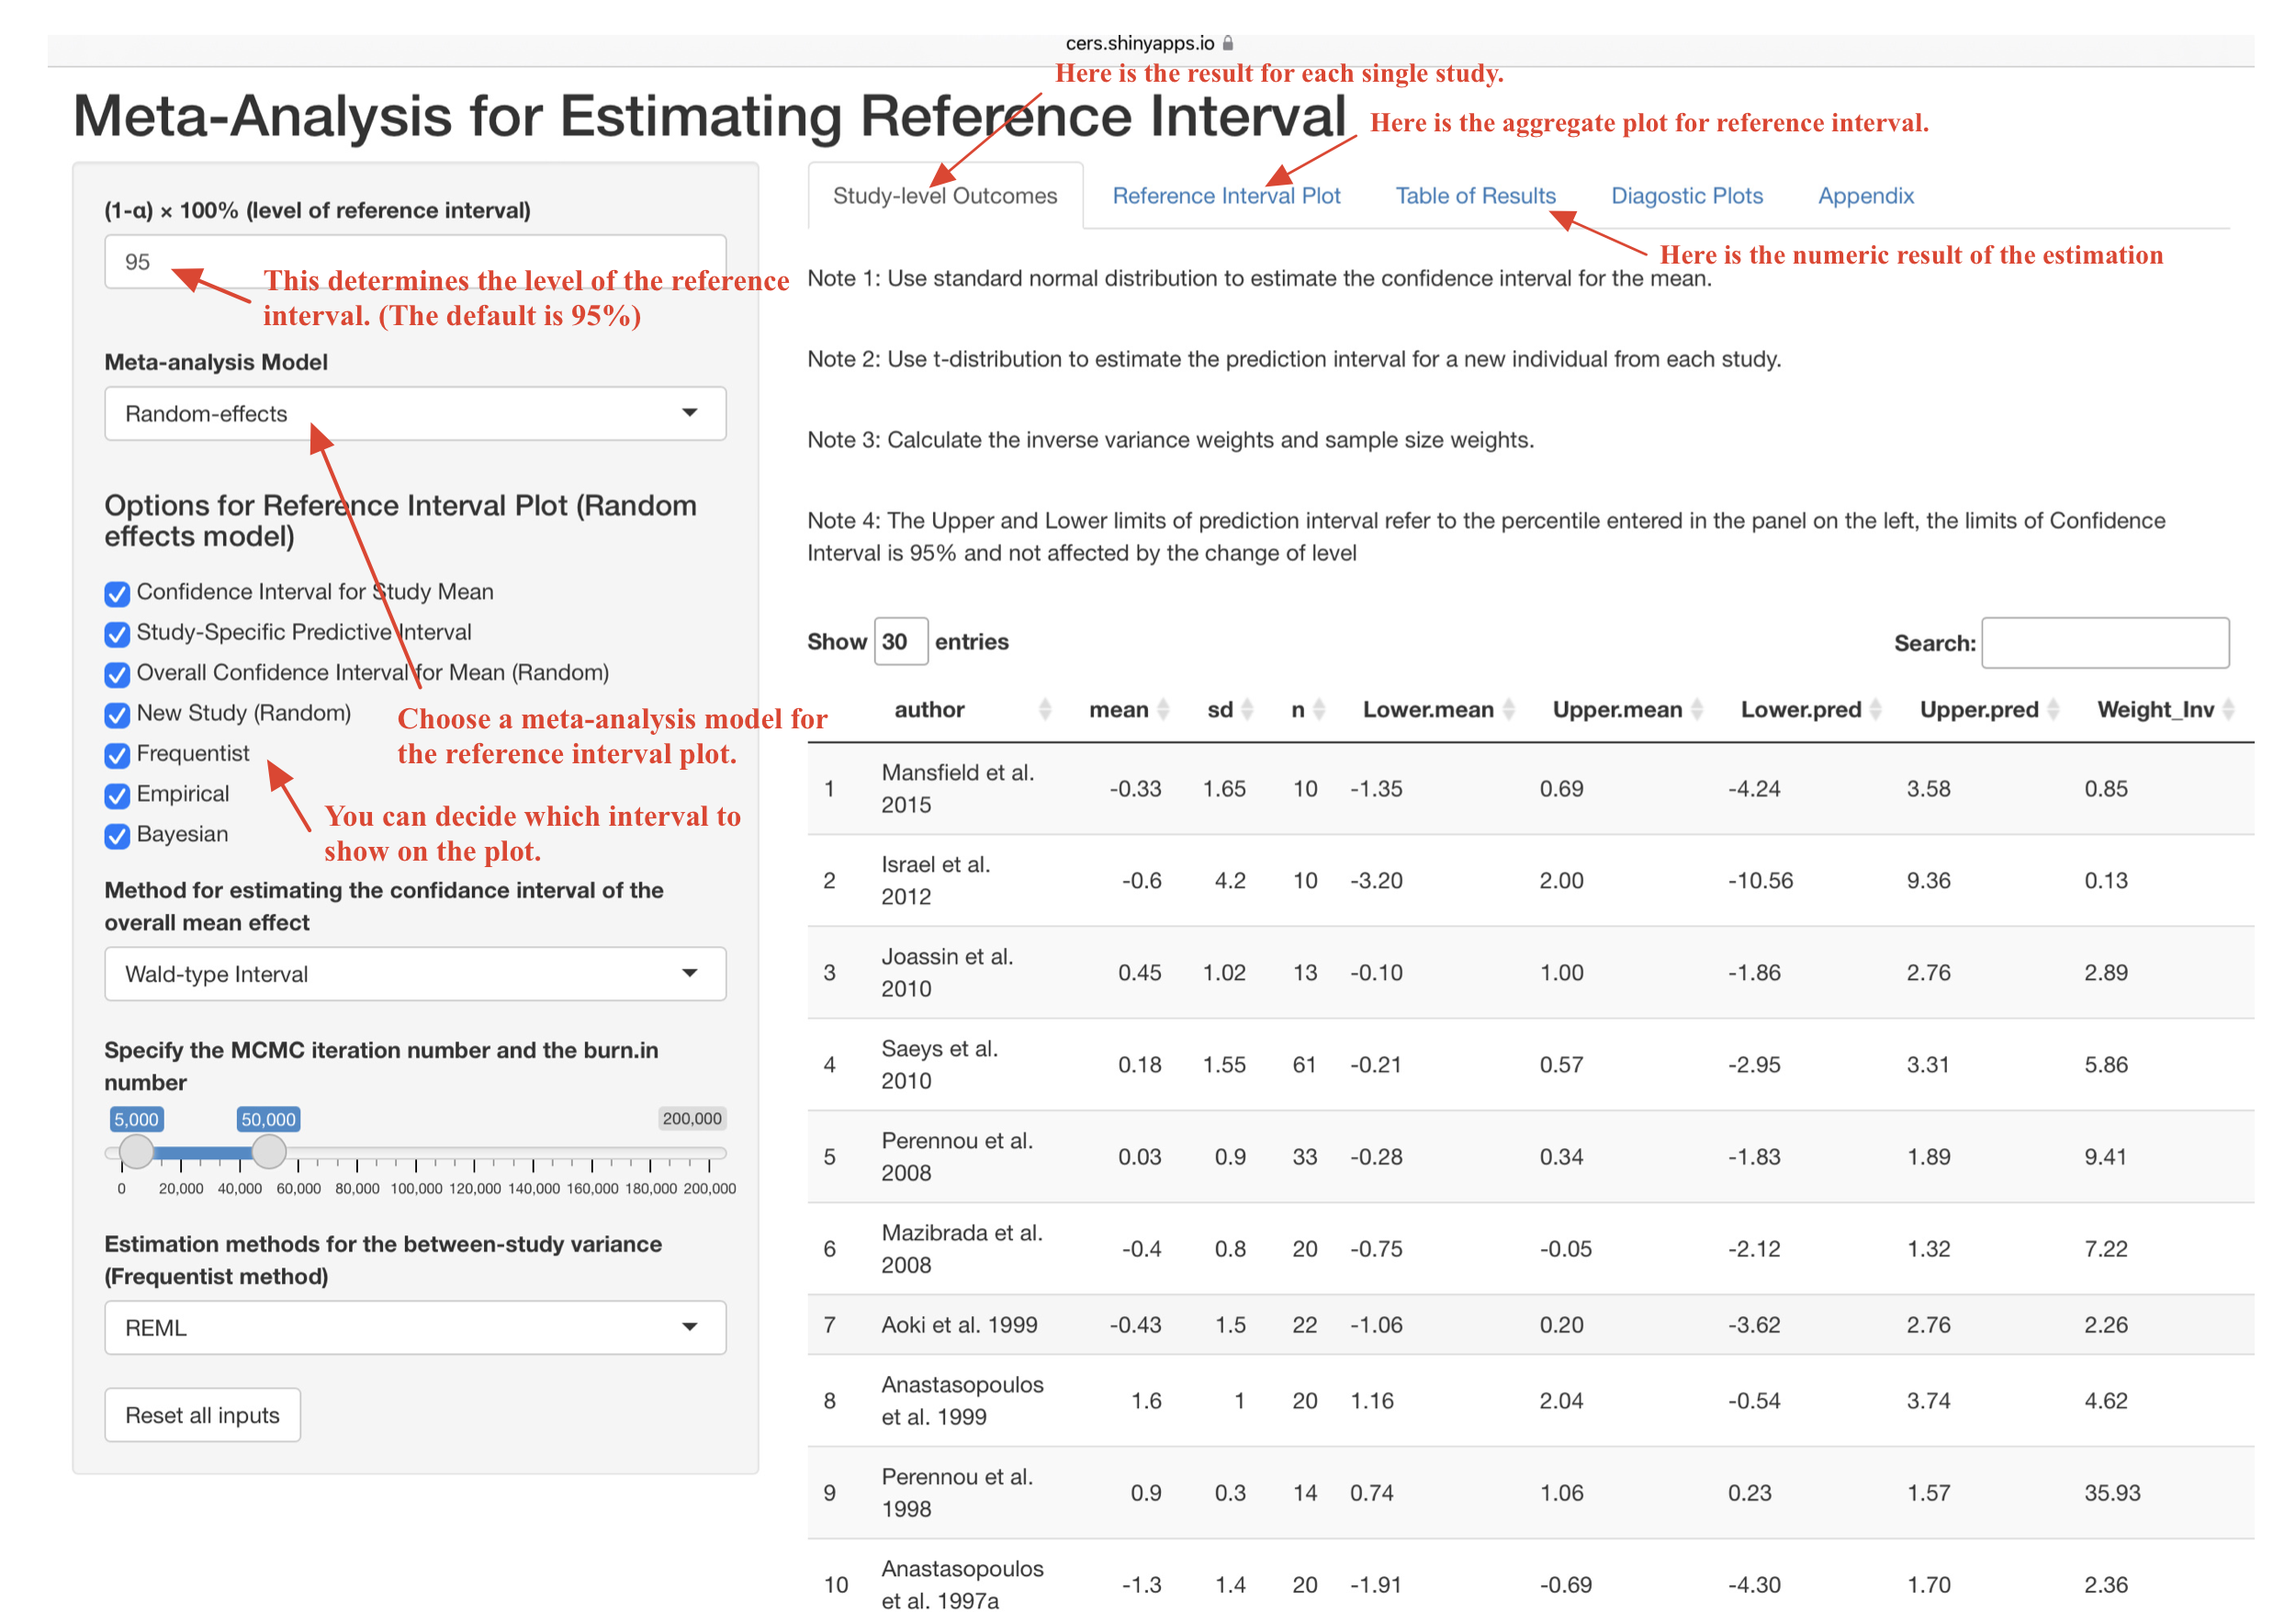 cers.shinyapps.io
Here is the result for each single study.
Meta-Analysis for Estimating Reference Interval
Here is the aggregate plot for reference interval.
(1-α) × 100% (level of reference interval)
95
This determines the level of the reference
interval. (The default is 95%)
Meta-analysis Model
Random-effects
Options for Reference Interval Plot (Random
effects model)
Confidence Interval for Study Mean
Study-Specific Predictive Interval
Overall Confidence Interval for Mean (Random)
New Study (Random)
Choose a meta-analysis model for
the reference interval plot.
Frequentist
Empirical
Bayesian
You can decide which interval to
show on the plot.
Method for estimating the confidance interval of the
overall mean effect
Wald-type Interval
Specify the MCMC iteration number and the burn.in
number
5,000 50,000 200,000
0 20,000 40,000 60,000 80,000 100,000 120,000 140,000 160,000 180,000 200,000
Estimation methods for the between-study variance
(Frequentist method)
REML
Reset all inputs
Study-level Outcomes Reference Interval Plot Table of Results Diagostic Plots Appendix
Here is the numeric result of the estimation
Note 1: Use standard normal distribution to estimate the confidence interval for the mean.
Note 2: Use t-distribution to estimate the prediction interval for a new individual from each study.
Note 3: Calculate the inverse variance weights and sample size weights.
Note 4: The Upper and Lower limits of prediction interval refer to the percentile entered in the panel on the left, the limits of Confidence
Interval is 95% and not affected by the change of level
Show 30 entries Search:
author mean sd n Lower.mean Upper.mean Lower.pred Upper.pred Weight_Inv
1 Mansfield et al. 2015 -0.33 1.65 10 -1.35 0.69 -4.24 3.58 0.85
2 Israel et al. 2012 -0.6 4.2 10 -3.20 2.00 -10.56 9.36 0.13
3 Joassin et al. 2010 0.45 1.02 13 -0.10 1.00 -1.86 2.76 2.89
4 Saeys et al. 2010 0.18 1.55 61 -0.21 0.57 -2.95 3.31 5.86
5 Perennou et al. 2008 0.03 0.9 33 -0.28 0.34 -1.83 1.89 9.41
6 Mazibrada et al. 2008 -0.4 0.8 20 -0.75 -0.05 -2.12 1.32 7.22
7 Aoki et al. 1999 -0.43 1.5 22 -1.06 0.20 -3.62 2.76 2.26
8 Anastasopoulos et al. 1999 1.6 1 20 1.16 2.04 -0.54 3.74 4.62
9 Perennou et al. 1998 0.9 0.3 14 0.74 1.06 0.23 1.57 35.93
10 Anastasopoulos et al. 1997a -1.3 1.4 20 -1.91 -0.69 -4.30 1.70 2.36